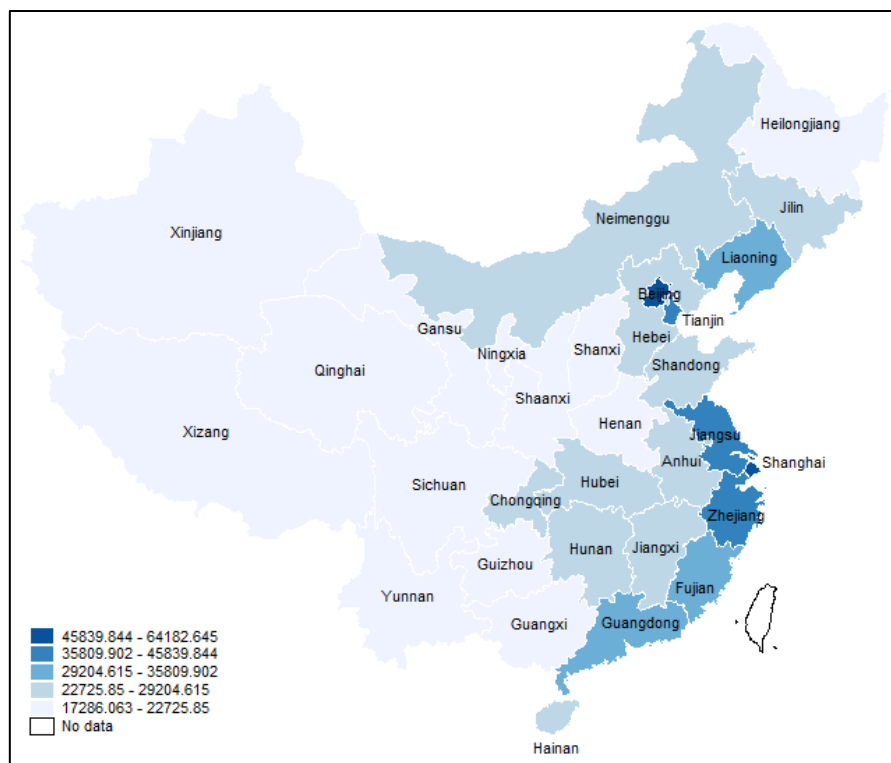 Heilongjiang
Jilin
Neimenggu
Xinjiang
Liaoning
Beijing
Tianjin
Gansu
Hebei
Shanxi
Ningxia
Shandong
Qinghai
Shaanxi
Henan
Jiangsu
Xizang
Anhui
Shanghai
Sichuan
Hubei
Chongqing
Zhejiang
Hunan
Jiangxi
Guizhou
Fujian
Yunnan
Guangxi
Guangdong
45839.844 - 64182.645
35809.902 - 45839.844
29204.615 - 35809.902
22725.85 - 29204.615
17286.063 - 22725.85
No data
Hainan